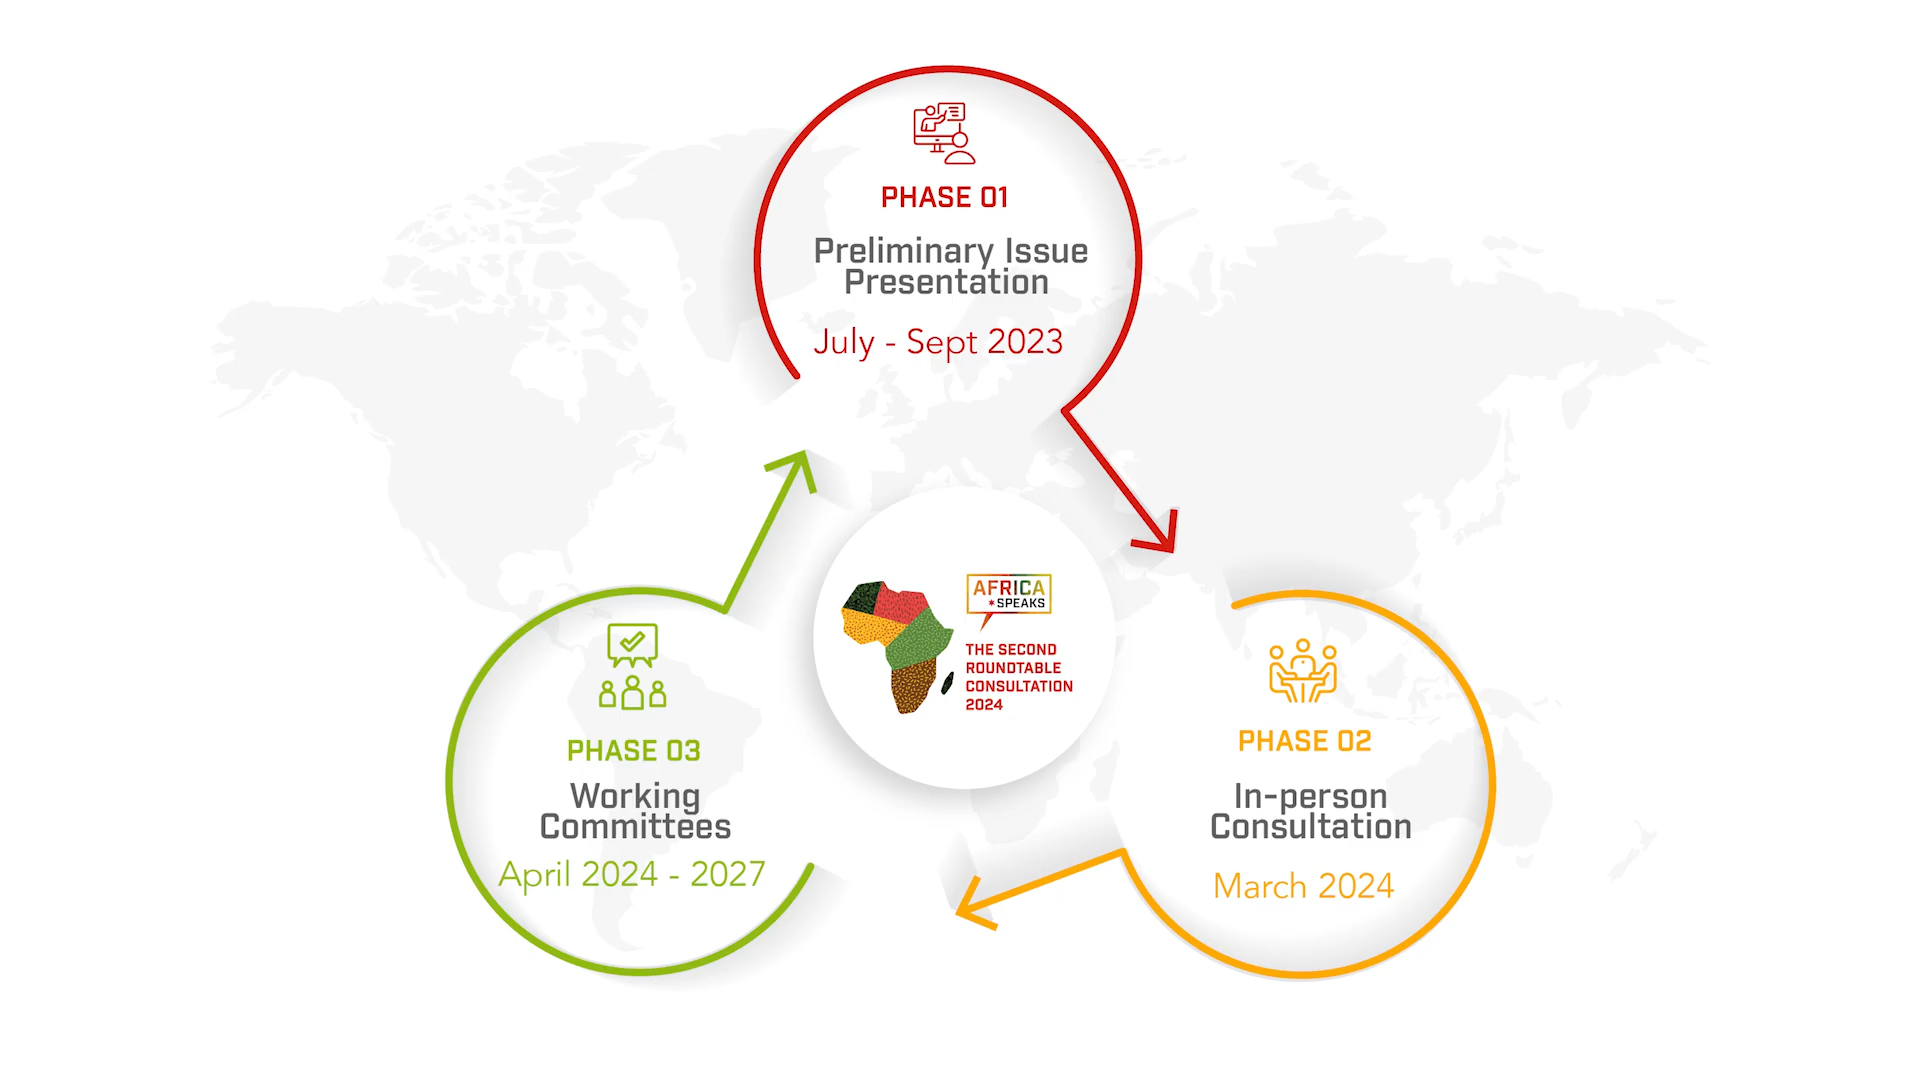 PHASE 01
Preliminary Issue
Presentation
July - Sept 2023
AFRICA
*SPEAKS
THE SECOND
ROUNDTABLE
CONSULTATION
2024
PHASE 02
In-person
Consultation
March 2024
PHASE 03
Working
Committees
April 2024 - 2027